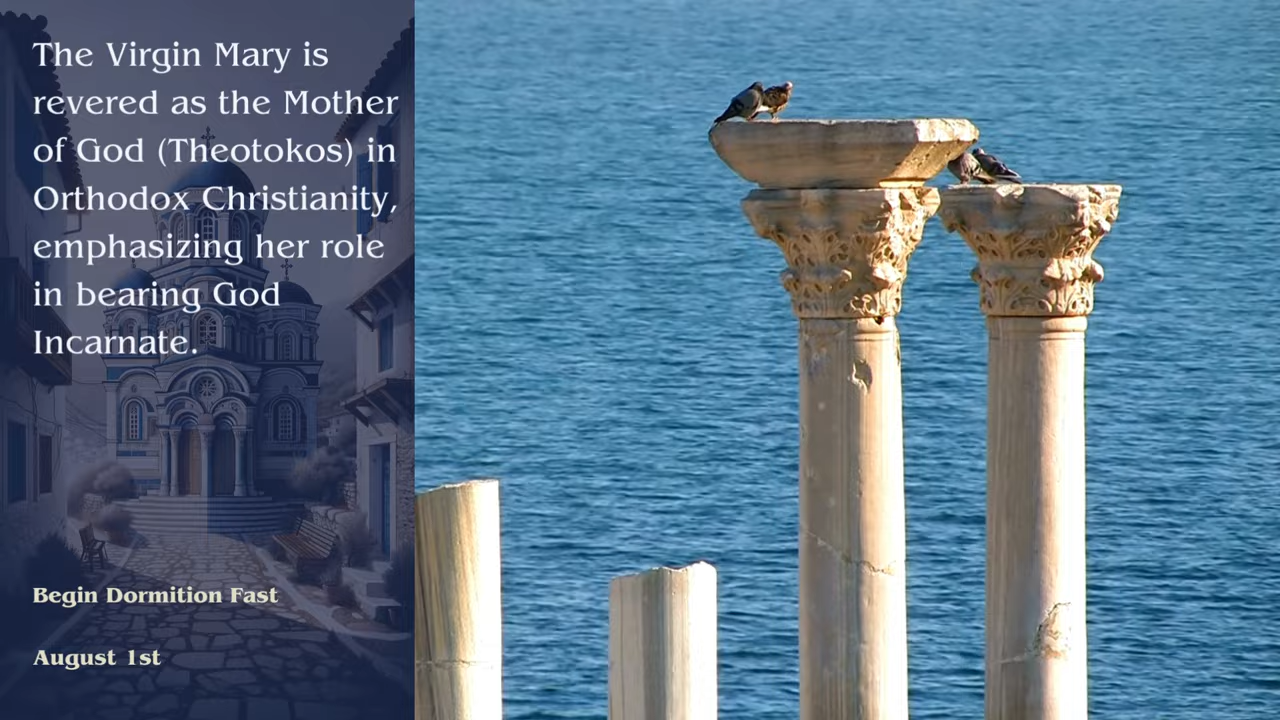 The Virgin Mary is
revered as the Mother
of God (Theotokos) in
Orthodox Christianity,
emphasizing her role
in bearing God
Incarnate.
Begin Dormition Fast
August 1st